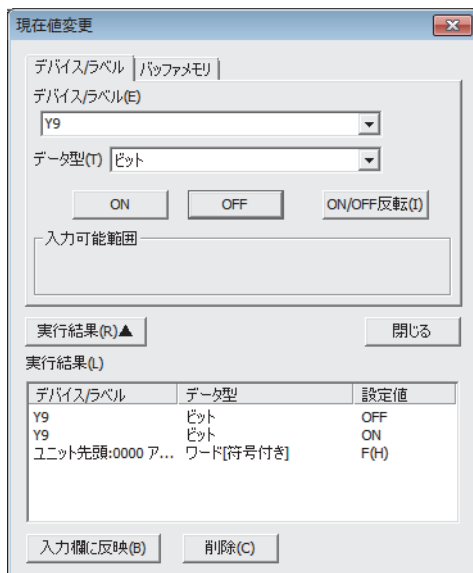 現在値変更
デバイス/ラベル バッファメモリ
デバイス/ラベル(E)
Y9
データ型(T) ビット
ON OFF ON/OFF反転(I)
入力可能範囲
実行結果(R)▲ 閉じる
実行結果(L)
デバイス/ラベル データ型 設定値
Y9 ビット OFF
Y9 ビット ON
ユニット先頭:0000 ア... ワード[符号付き] F(H)
入力欄に反映(B) 削除(C)